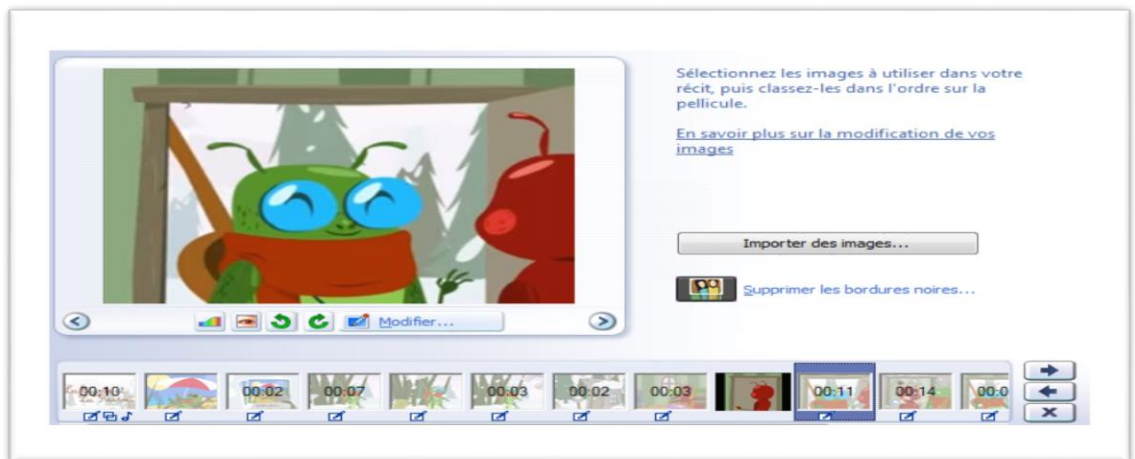 Sélectionnez les images à utiliser dans votre
récit, puis classez-les dans l'ordre sur la
pellicule.
En savoir plus sur la modification de vos
images
Importer des images...
Supprimer les bordures noires...
Modifier...
00:10
00:02
00:07
00:03
00:02
00:03
00:11
00:14
00:0